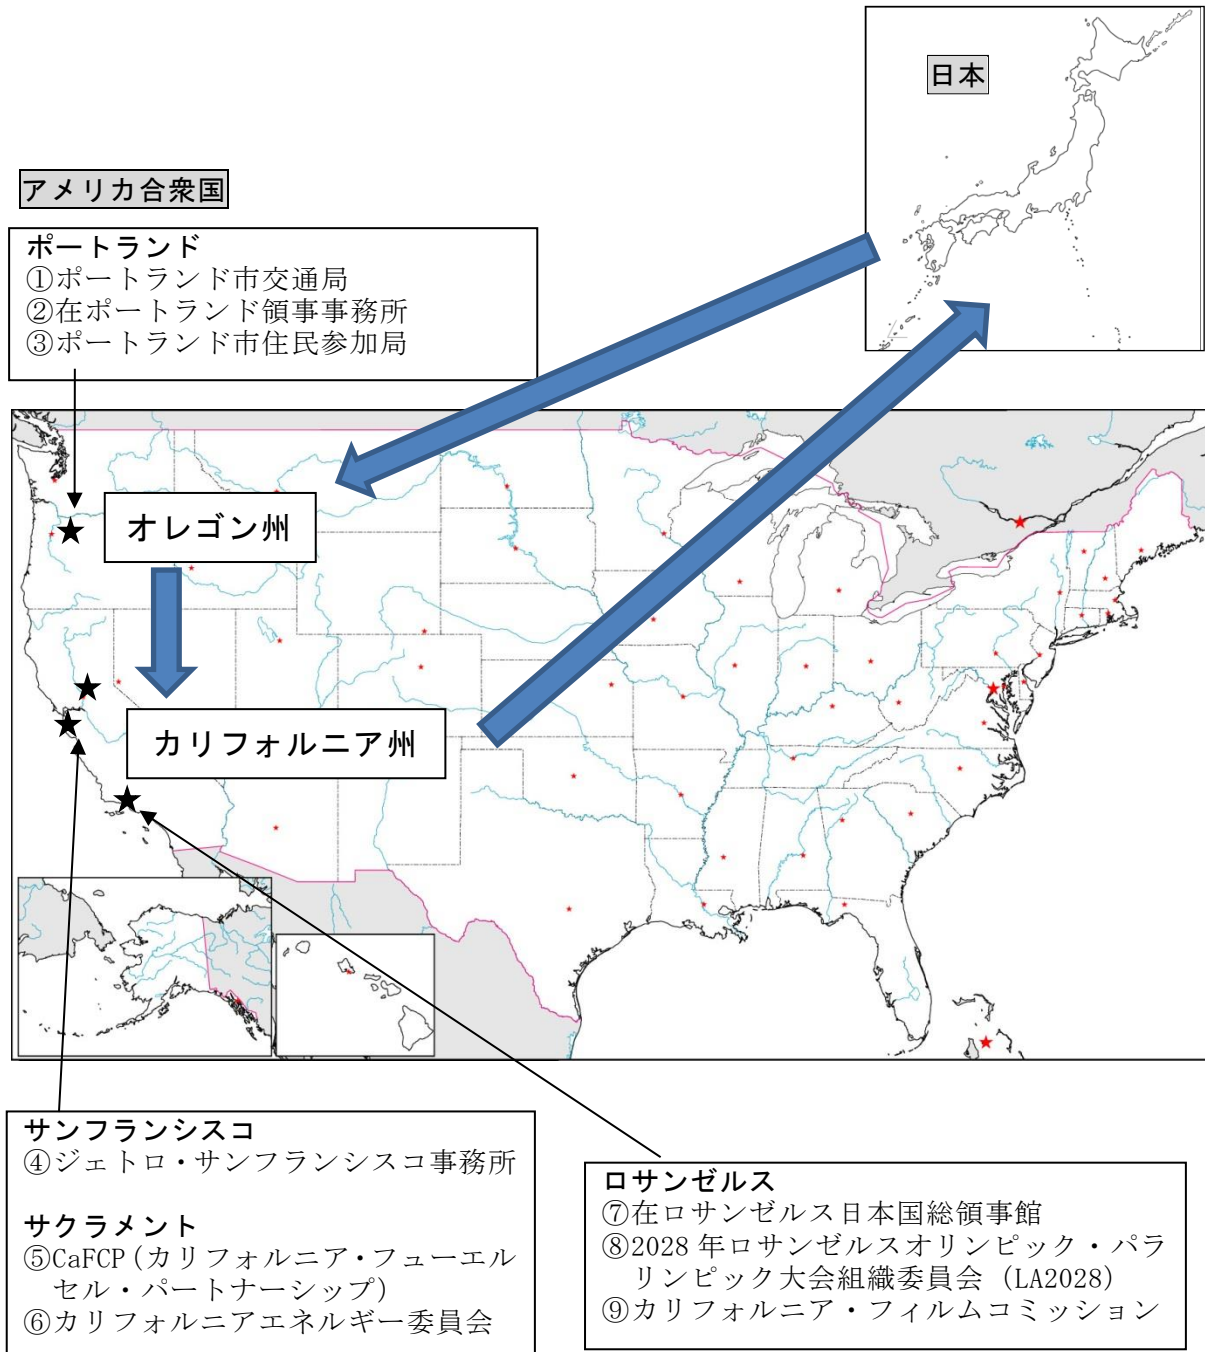 日本
アメリカ合衆国
ポートランド
①ポートランド市交通局
②在ポートランド領事事務所
③ポートランド市住民参加局
オレゴン州
カリフォルニア州
サンフランシスコ
④ジェトロ・サンフランシスコ事務所
サクラメント
⑤CaFCP(カリフォルニア・フューエル
セル・パートナーシップ)
⑥カリフォルニアエネルギー委員会
ロサンゼルス
⑦在ロサンゼルス日本国総領事館
⑧2028 年ロサンゼルスオリンピック・パラ
リンピック大会組織委員会（LA2028）
⑨カリフォルニア・フィルムコミッション